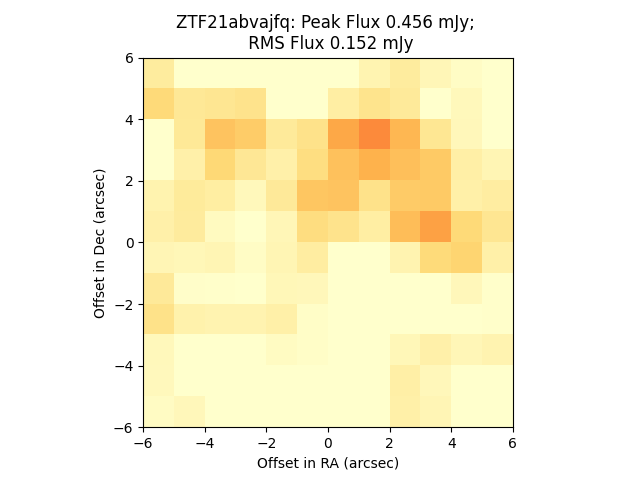 ZTF21abvajfq: Peak Flux 0.456 mJy;
RMS Flux 0.152 mJy
6
4
2
0
−2
−4
−6
Offset in Dec (arcsec)
−6 −4 −2 0 2 4 6
Offset in RA (arcsec)